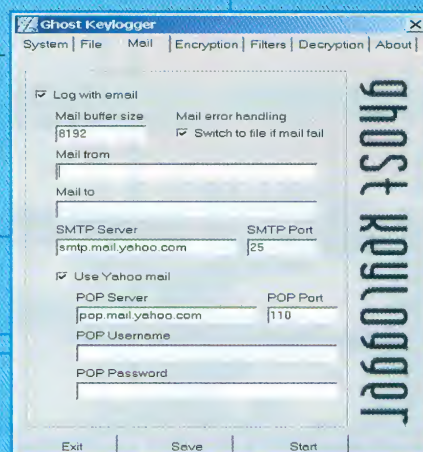 Ghost Keylogger
System | File Mail | Encryption | Filters | Decryption | About |
Log with email
Mail buffer size Mail error handling
8192 Switch to file if mail fail
Mail from
Mail to
SMTP Server SMTP Port
smtp.mail.yahoo.com 25
Use Yahoo mail
POP Server POP Port
pop.mail.yahoo.com 110
POP Username
POP Password
Exit | Save | Start |
ghost keylogger